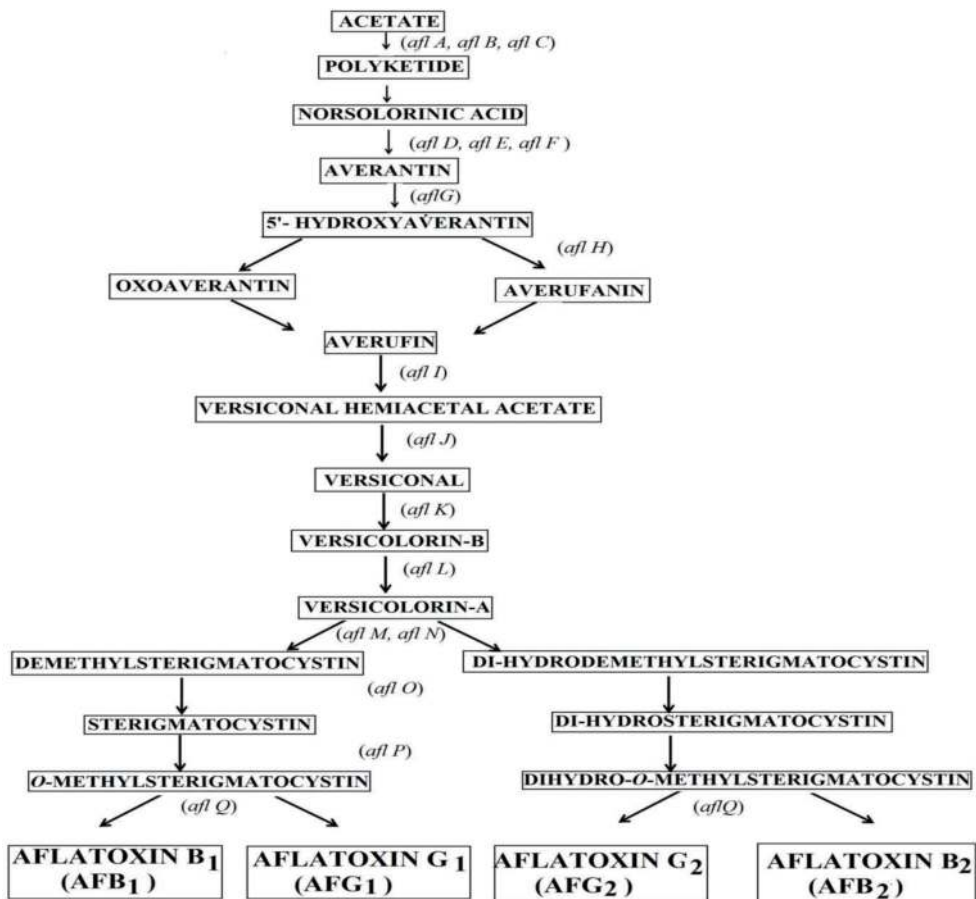 ACETATE
(afl A, afl B, afl C)
POLYKETIDE
NORSOLORINIC ACID
(afl D, afl E, afl F )
AVERANTIN
(aflG)
5'- HYDROXYAVERANTIN
(afl H)
OXOAVERANTIN
AVERUFANIN
AVERUFIN
(afl I)
VERSICONAL HEMIACETAL ACETATE
(afl J)
VERSICONAL
(afl K)
VERSICOLORIN-B
(afl L)
VERSICOLORIN-A
(afl M, afl N)
DEMETHYLSTERIGMATOCYSTIN
DI-HYDRODEMETHYLSTERIGMATOCYSTIN
(afl O)
STERIGMATOCYSTIN
DI-HYDROSTERIGMATOCYSTIN
(afl P)
O-METHYLSTERIGMATOCYSTIN
DIHYDRO-O-METHYLSTERIGMATOCYSTIN
(afl Q)
(aflQ)
AFLATOXIN B1
(AFB1)
AFLATOXIN G1
(AFG1)
AFLATOXIN G2
(AFG2)
AFLATOXIN B2
(AFB2)